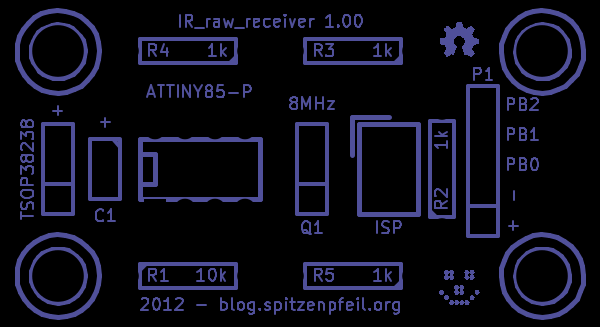 IR_raw_receiver 1.00
R4 1k
R3 1k
P1
ATTINY85-P
8MHz
PB2
+
+
TSOP38238
1k
PB1
PB0
R2
-
C1
Q1
ISP
+
R1 10k
R5 1k
2012 - blog.spitzenpfeil.org